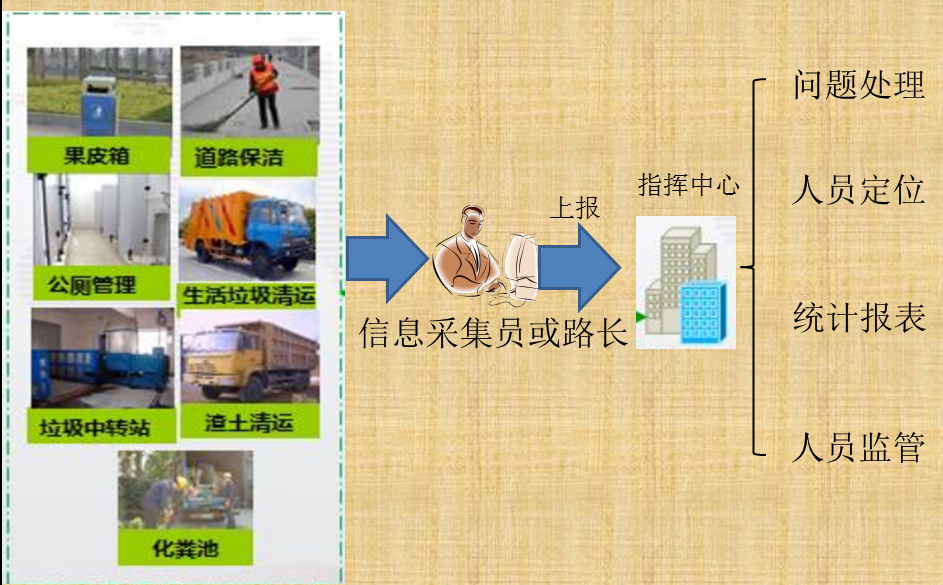 果皮箱
道路保洁
公厕管理
生活垃圾清运
垃圾中转站
渣土清运
化粪池
信息采集员或路长
上报
指挥中心
问题处理
人员定位
统计报表
人员监管